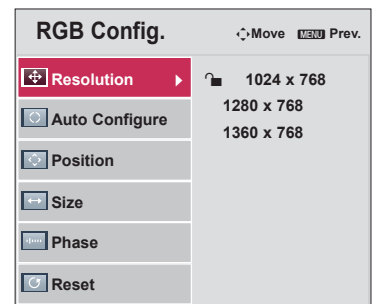 RGB Config.
Move MENU Prev.
Resolution
1024 x 768
1280 x 768
1360 x 768
Auto Configure
Position
Size
Phase
Reset